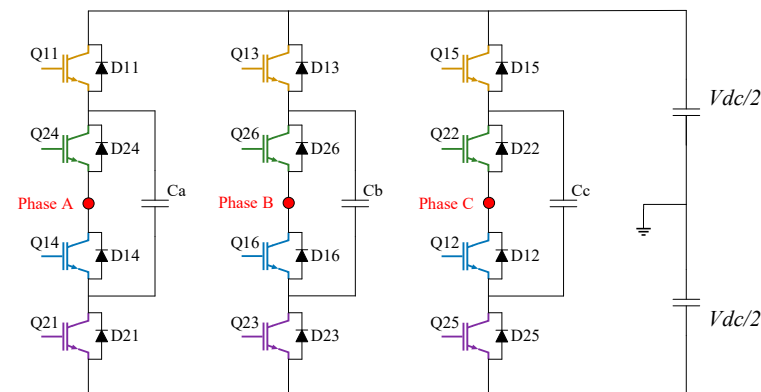 Q11 D11 Q13 D13 Q15 D15
Vdc/2
Q24 D24 Q26 D26 Q22 D22
Ca Cb Cc
Phase A Phase B Phase C
Q14 D14 Q16 D16 Q12 D12
Vdc/2
Q21 D21 Q23 D23 Q25 D25